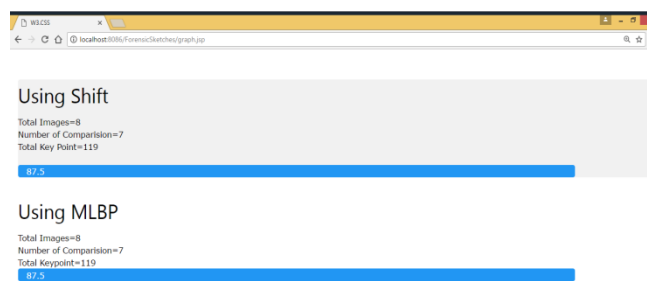 W3.CSS
localhost:8086/ForensicSketches/graph.jsp
Using Shift
Total Images=8
Number of Comparision=7
Total Key Point=119
87.5
Using MLBP
Total Images=8
Number of Comparision=7
Total Keypoint=119
87.5